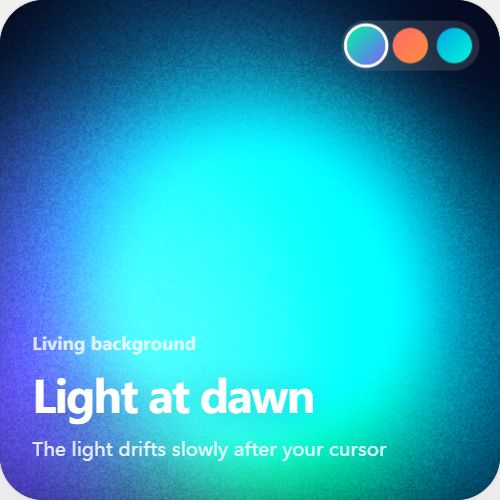 Living background
Light at dawn
The light drifts slowly after your cursor